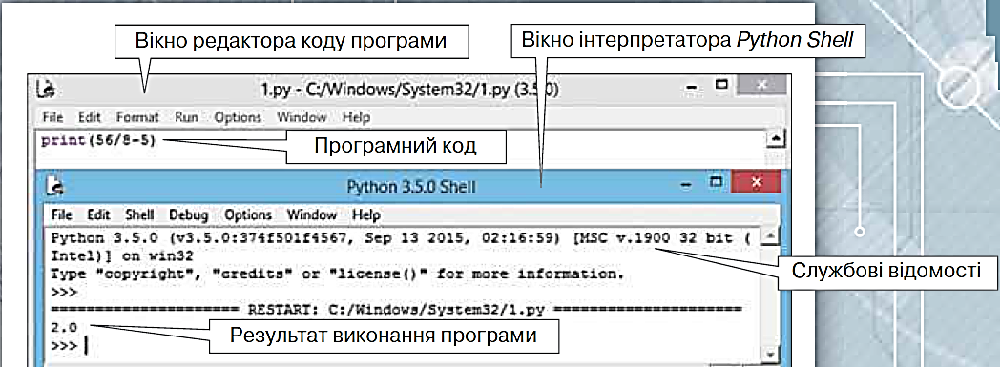 Вікно редактора коду програми
Вікно інтерпретатора Python Shell
1.py - C:/Windows/System32/1.py (3.5.0)
File Edit Format Run Options Window Help
print(56/8-5)
Програмний код
Python 3.5.0 Shell
File Edit Shell Debug Options Window Help
Python 3.5.0 (v3.5.0:374f501f4567, Sep 13 2015, 02:16:59) [MSC v.1900 32 bit (
Intel)] on win32
Type "copyright", "credits" or "license()" for more information.
>>>
Службові відомості
===================== RESTART: C:/Windows/System32/1.py =====================
2.0
Результат виконання програми
>>>